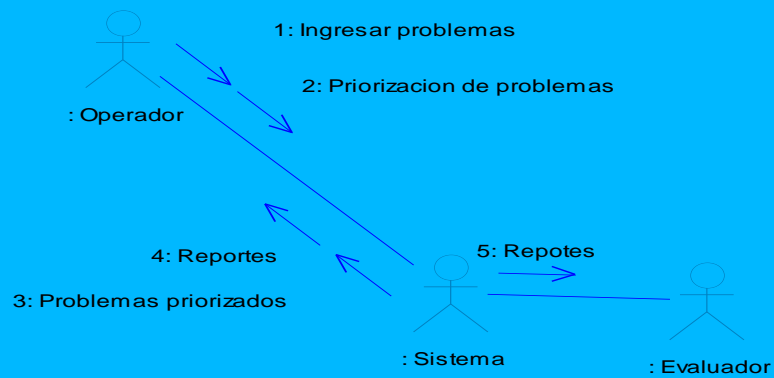 1: Ingresar problemas
2: Priorizacion de problemas
: Operador
4: Reportes
5: Repotes
3: Problemas priorizados
: Sistema
: Evaluador